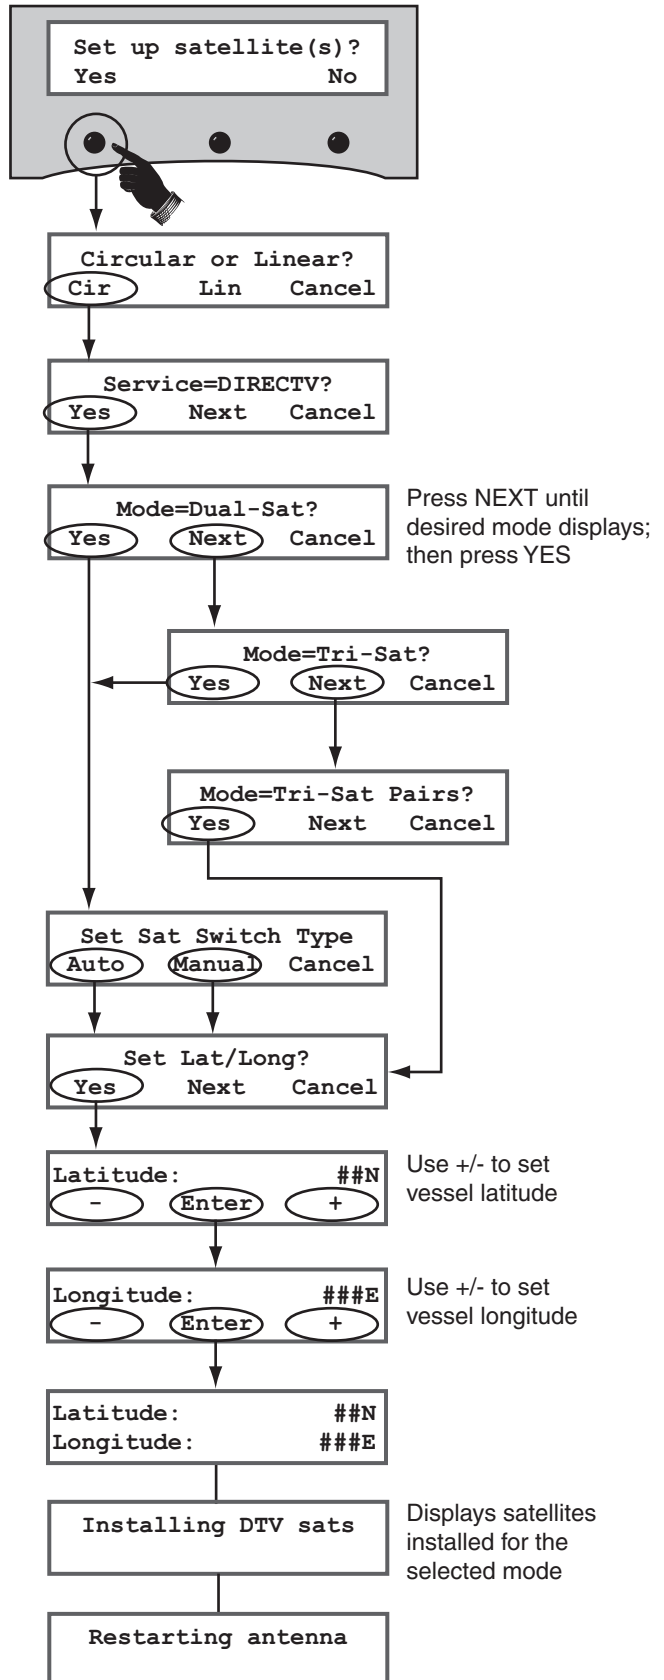 Set up satellite(s)?
Yes No
Circular or Linear?
Cir Lin Cancel
Service=DIRECTV?
Yes Next Cancel
Mode=Dual-Sat?
Yes Next Cancel
Press NEXT until
desired mode displays;
then press YES
Mode=Tri-Sat?
Yes Next Cancel
Mode=Tri-Sat Pairs?
Yes Next Cancel
Set Sat Switch Type
Auto Manual Cancel
Set Lat/Long?
Yes Next Cancel
Latitude: ##N
- Enter +
Use +/- to set
vessel latitude
Longitude: ###E
- Enter +
Use +/- to set
vessel longitude
Latitude: ##N
Longitude: ###E
Installing DTV sats
Displays satellites
installed for the
selected mode
Restarting antenna